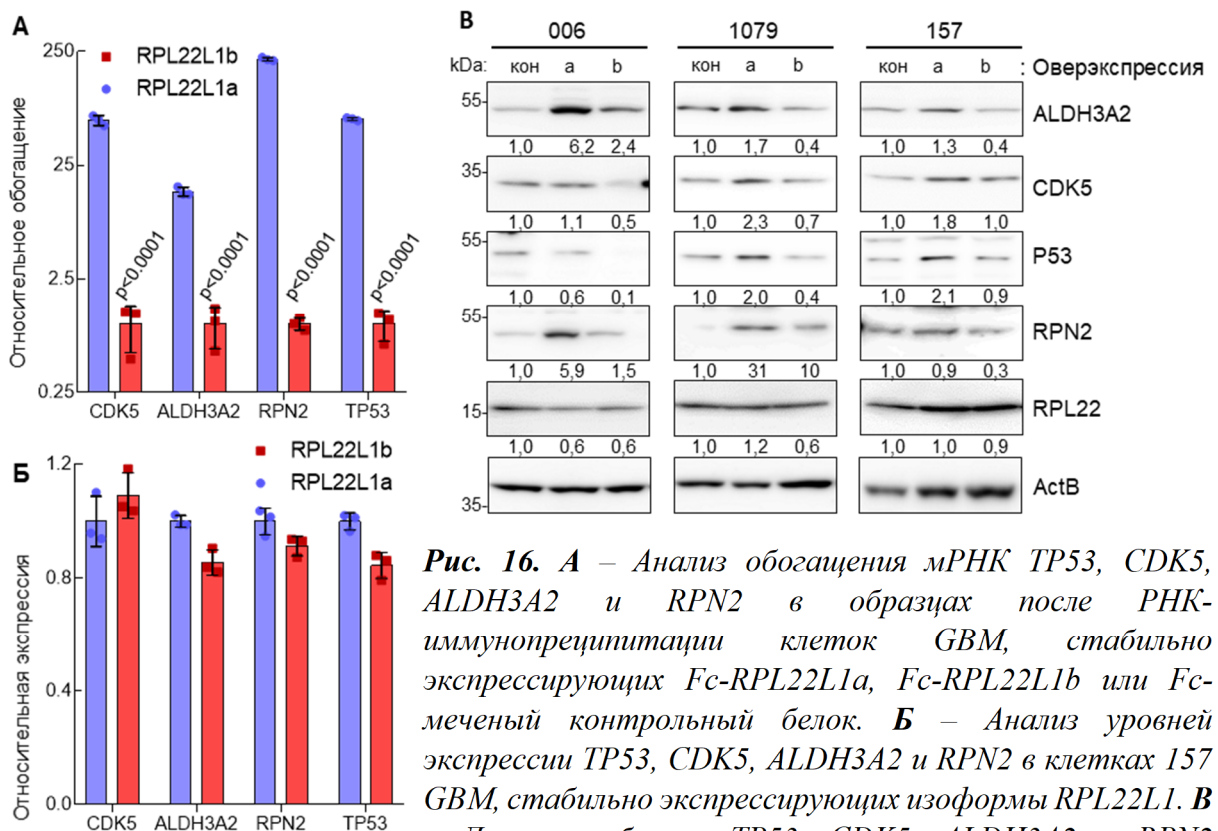 А
RPL22L1b
RPL22L1a
Относительное обогащение
250
25
2.5
0.25
p<0.0001
p<0.0001
p<0.0001
p<0.0001
CDK5 ALDH3A2 RPN2 TP53
Б
RPL22L1b
RPL22L1a
Относительная экспрессия
1.2
0.8
0.4
0.0
CDK5 ALDH3A2 RPN2 TP53
В
006 1079 157
kDa: кон a b кон a b кон a b : Оверэкспрессия
55- ALDH3A2
1,0 6,2 2,4 1,0 1,7 0,4 1,0 1,3 0,4
35- CDK5
1,0 1,1 0,5 1,0 2,3 0,7 1,0 1,8 1,0
55- P53
1,0 0,6 0,1 1,0 2,0 0,4 1,0 2,1 0,9
55- RPN2
1,0 5,9 1,5 1,0 31 10 1,0 0,9 0,3
15- RPL22
1,0 0,6 0,6 1,0 1,2 0,6 1,0 1,0 0,9
35- ActB
Рис. 16. А – Анализ обогащения мРНК TP53, CDK5,
ALDH3A2 и RPN2 в образцах после РНК-
иммунопреципитации клеток GBM, стабильно
экспрессирующих Fc-RPL22L1a, Fc-RPL22L1b или Fc-
меченый контрольный белок. Б – Анализ уровней
экспрессии TP53, CDK5, ALDH3A2 и RPN2 в клетках 157
GBM, стабильно экспрессирующих изоформы RPL22L1. В